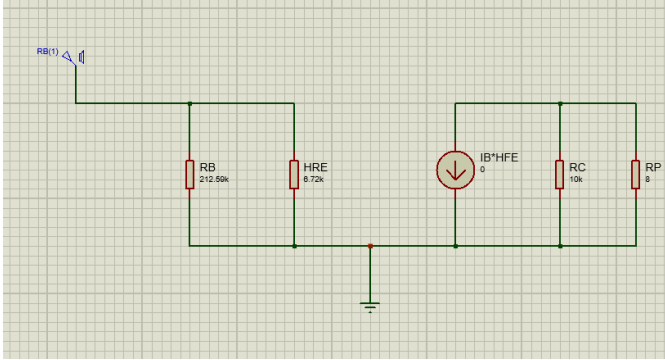 RB(1)
RB
212.59k
HRE
6.72k
IB*HFE
0
RC
10k
RP
8